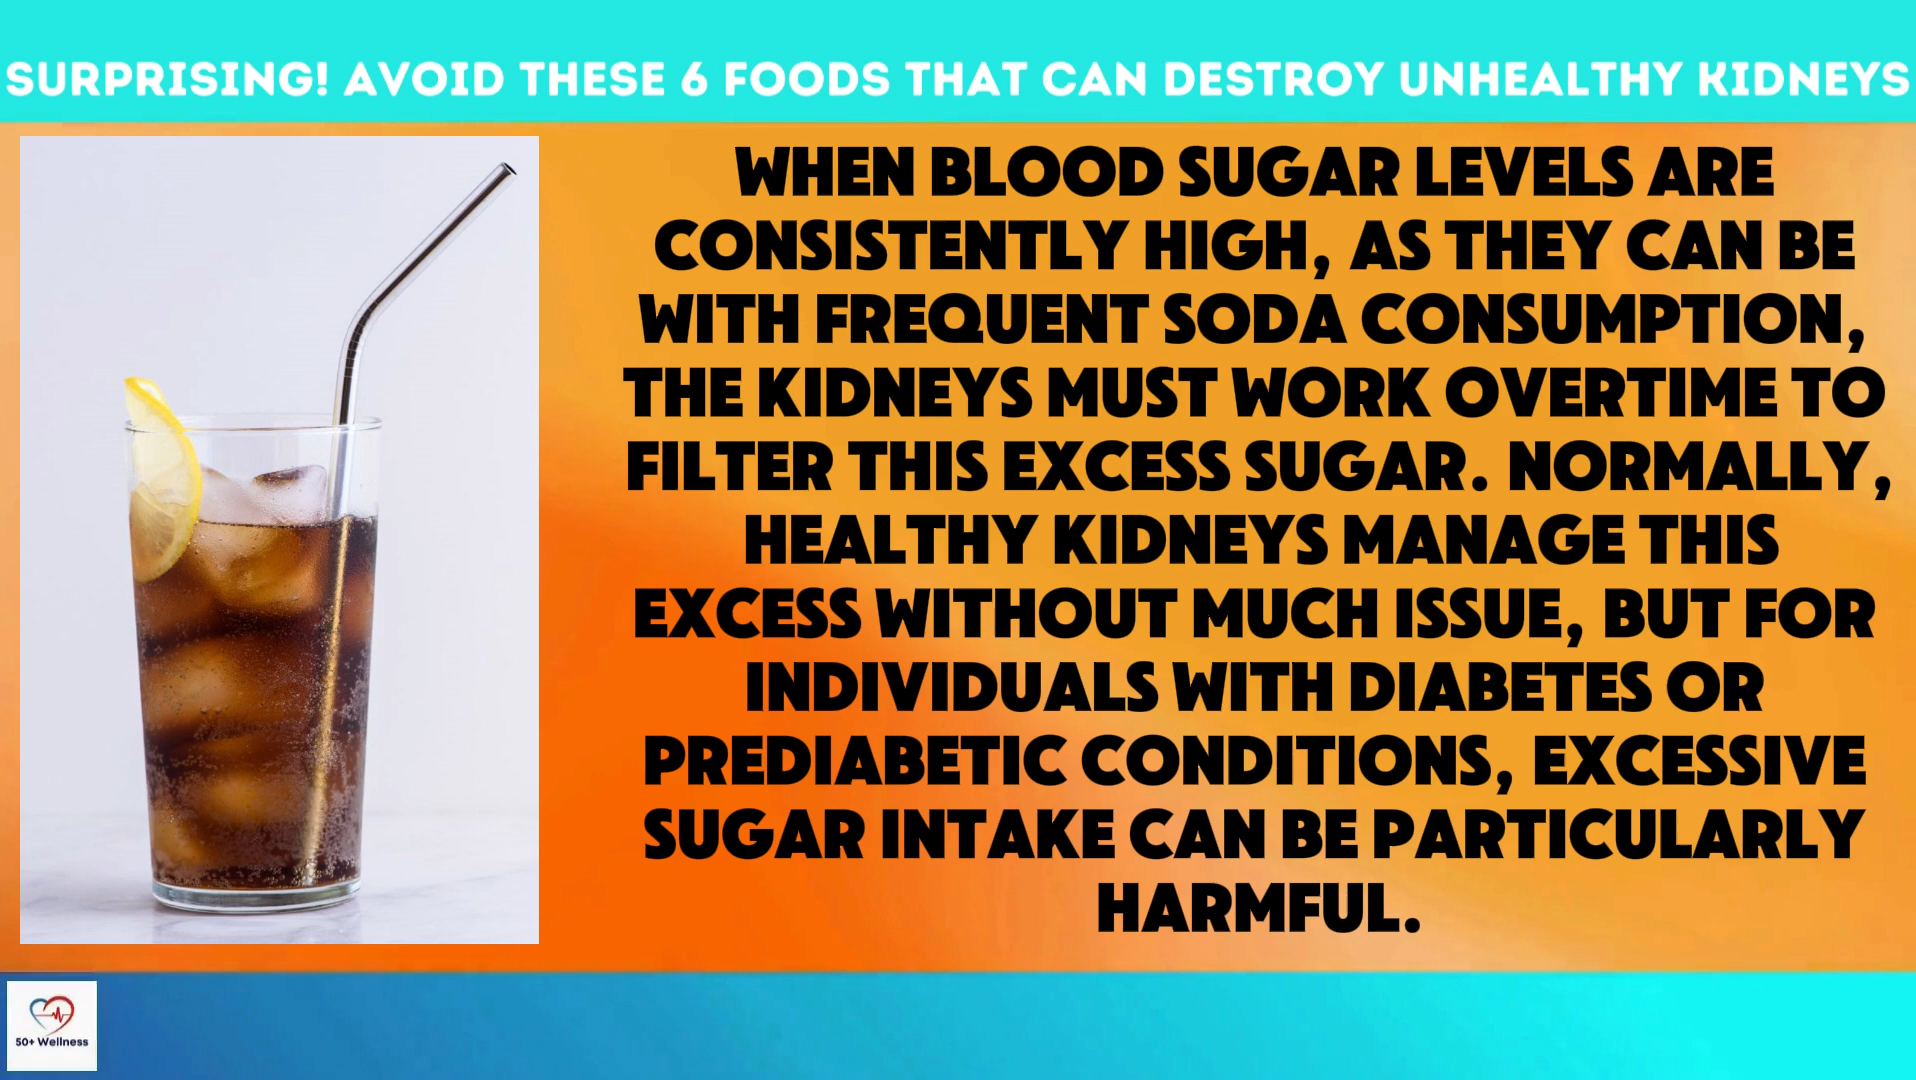 SURPRISING! AVOID THESE 6 FOODS THAT CAN DESTROY UNHEALTHY KIDNEYS
WHEN BLOOD SUGAR LEVELS ARE
CONSISTENTLY HIGH, AS THEY CAN BE
WITH FREQUENT SODA CONSUMPTION,
THE KIDNEYS MUST WORK OVERTIME TO
FILTER THIS EXCESS SUGAR. NORMALLY,
HEALTHY KIDNEYS MANAGE THIS
EXCESS WITHOUT MUCH ISSUE, BUT FOR
INDIVIDUALS WITH DIABETES OR
PREDIABETIC CONDITIONS, EXCESSIVE
SUGAR INTAKE CAN BE PARTICULARLY
HARMFUL.
50+ Wellness